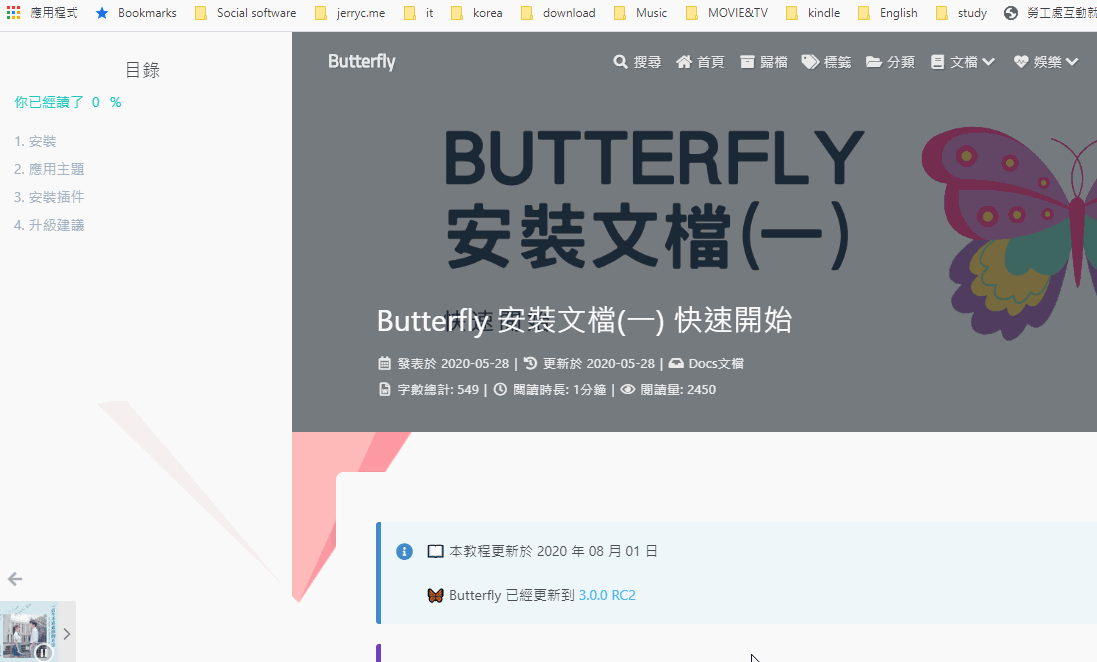 應用程式 Bookmarks Social software jerryc.me it korea download Music MOVIE&TV kindle English study 勞工處互動就
目錄
你已經讀了 0 %
1. 安裝
2. 應用主題
3. 安裝插件
4. 升級建議
Butterfly 搜尋 首頁 歸檔 標籤 分類 文檔 娛樂
BUTTERFLY
安裝文檔(一)
快速安裝
Butterfly 安裝文檔(一) 快速開始
發表於 2020-05-28 | 更新於 2020-05-28 | Docs文檔
字數總計: 549 | 閱讀時長: 1分鐘 | 閱讀量: 2450
本教程更新於 2020 年 08 月 01 日
Butterfly 已經更新到 3.0.0 RC2